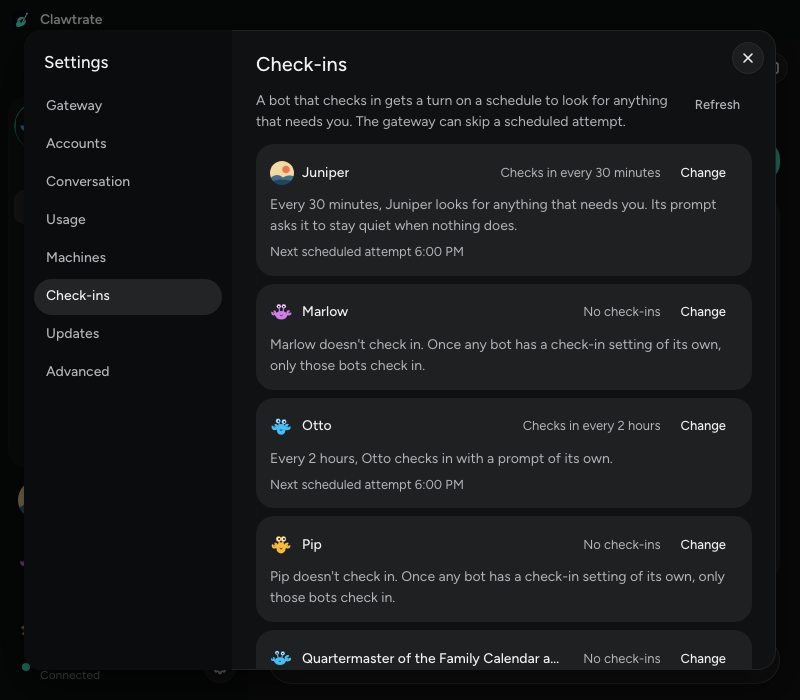 Clawtrate
Settings
Gateway
Accounts
Conversation
Usage
Machines
Check-ins
Updates
Advanced
Connected
Check-ins
A bot that checks in gets a turn on a schedule to look for anything
that needs you. The gateway can skip a scheduled attempt.
Refresh
Juniper
Checks in every 30 minutes
Change
Every 30 minutes, Juniper looks for anything that needs you. Its prompt
asks it to stay quiet when nothing does.
Next scheduled attempt 6:00 PM
Marlow
No check-ins
Change
Marlow doesn't check in. Once any bot has a check-in setting of its own,
only those bots check in.
Otto
Checks in every 2 hours
Change
Every 2 hours, Otto checks in with a prompt of its own.
Next scheduled attempt 6:00 PM
Pip
No check-ins
Change
Pip doesn't check in. Once any bot has a check-in setting of its own, only
those bots check in.
Quartermaster of the Family Calendar a...
No check-ins
Change